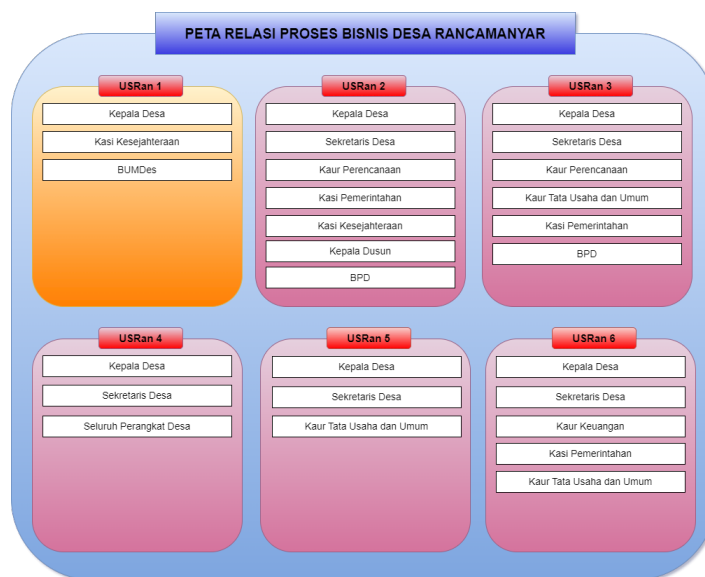 PETA RELASI PROSES BISNIS DESA RANCAMANYAR
USRan 1
Kepala Desa
Kasi Kesejahteraan
BUMDes
USRan 2
Kepala Desa
Sekretaris Desa
Kaur Perencanaan
Kasi Pemerintahan
Kasi Kesejahteraan
Kepala Dusun
BPD
USRan 3
Kepala Desa
Sekretaris Desa
Kaur Perencanaan
Kaur Tata Usaha dan Umum
Kasi Pemerintahan
BPD
USRan 4
Kepala Desa
Sekretaris Desa
Seluruh Perangkat Desa
USRan 5
Kepala Desa
Sekretaris Desa
Kaur Tata Usaha dan Umum
USRan 6
Kepala Desa
Sekretaris Desa
Kaur Keuangan
Kasi Pemerintahan
Kaur Tata Usaha dan Umum